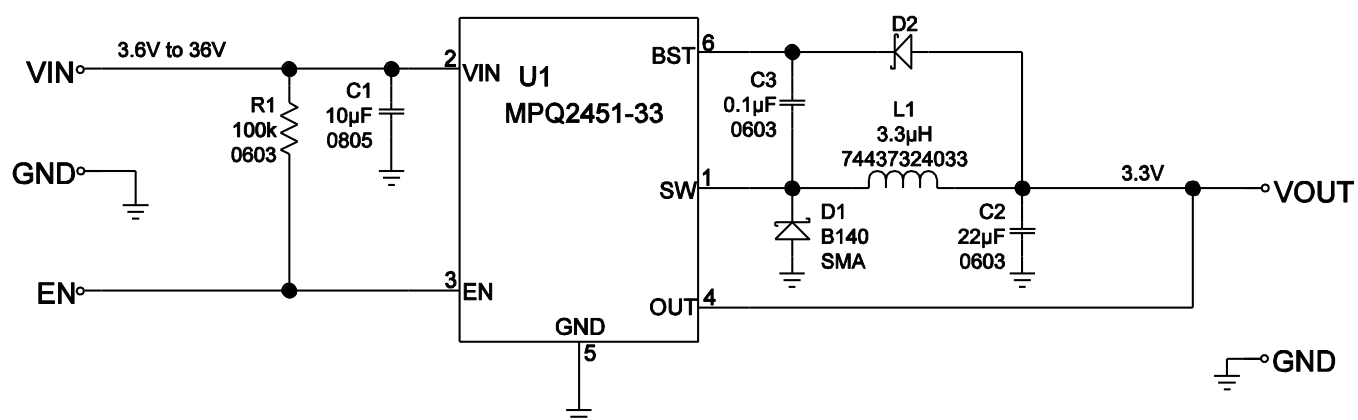 VIN
3.6V to 36V
R1
100k
0603
C1
10µF
0805
GND
EN
2
VIN
U1
MPQ2451-33
3
EN
GND
5
BST
6
SW
1
OUT
4
C3
0.1µF
0603
D2
L1
3.3µH
74437324033
D1
B140
SMA
C2
22µF
0603
3.3V
VOUT
GND